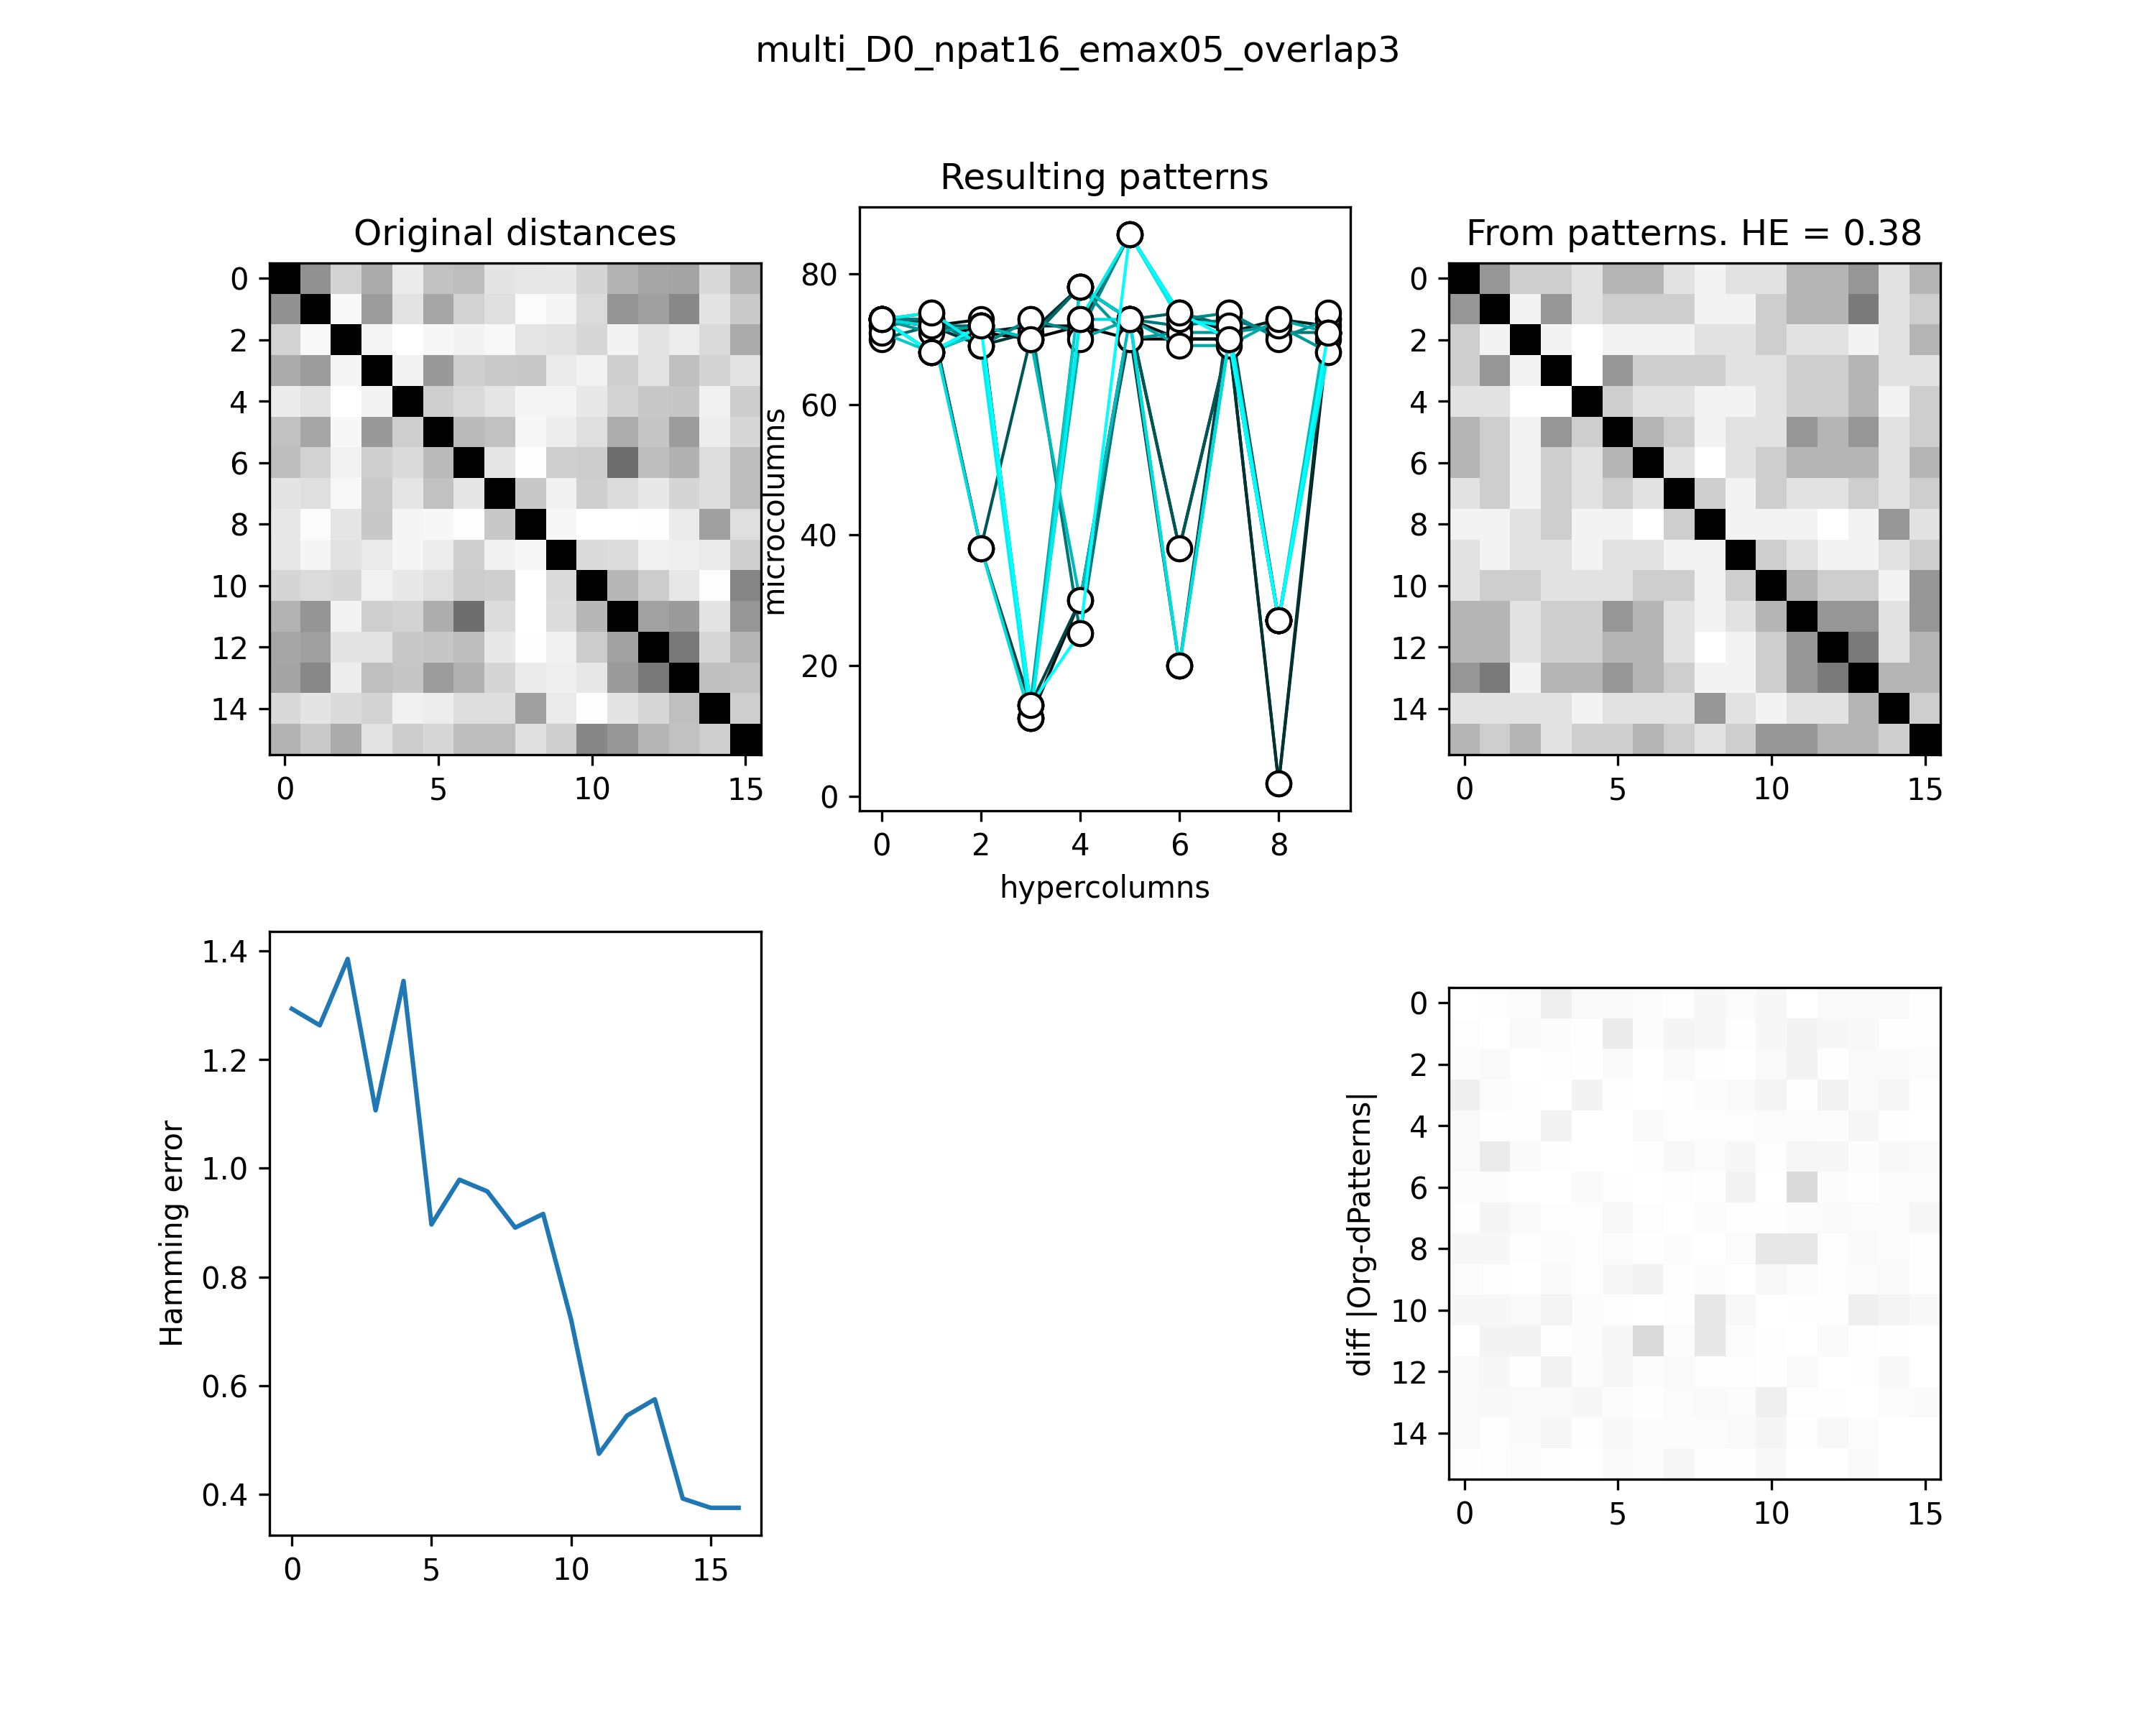 multi_D0_npat16_emax05_overlap3
Original distances
0
2
4
6
8
10
12
14
0 5 10 15
Resulting patterns
microcolumns
80
60
40
20
0
0 2 4 6 8
hypercolumns
From patterns. HE = 0.38
0
2
4
6
8
10
12
14
0 5 10 15
Hamming error
1.4
1.2
1.0
0.8
0.6
0.4
0 5 10 15
diff |Org-dPatterns|
0
2
4
6
8
10
12
14
0 5 10 15